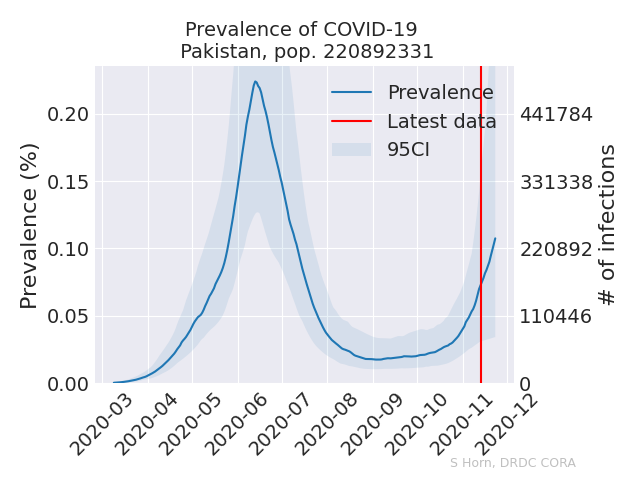 Prevalence of COVID-19
Pakistan, pop. 220892331
Prevalence
Latest data
95CI
Prevalence (%)
0.20
0.15
0.10
0.05
0.00
441784
331338
220892
110446
0
# of infections
2020-03
2020-04
2020-05
2020-06
2020-07
2020-08
2020-09
2020-10
2020-11
2020-12
S Horn, DRDC CORA